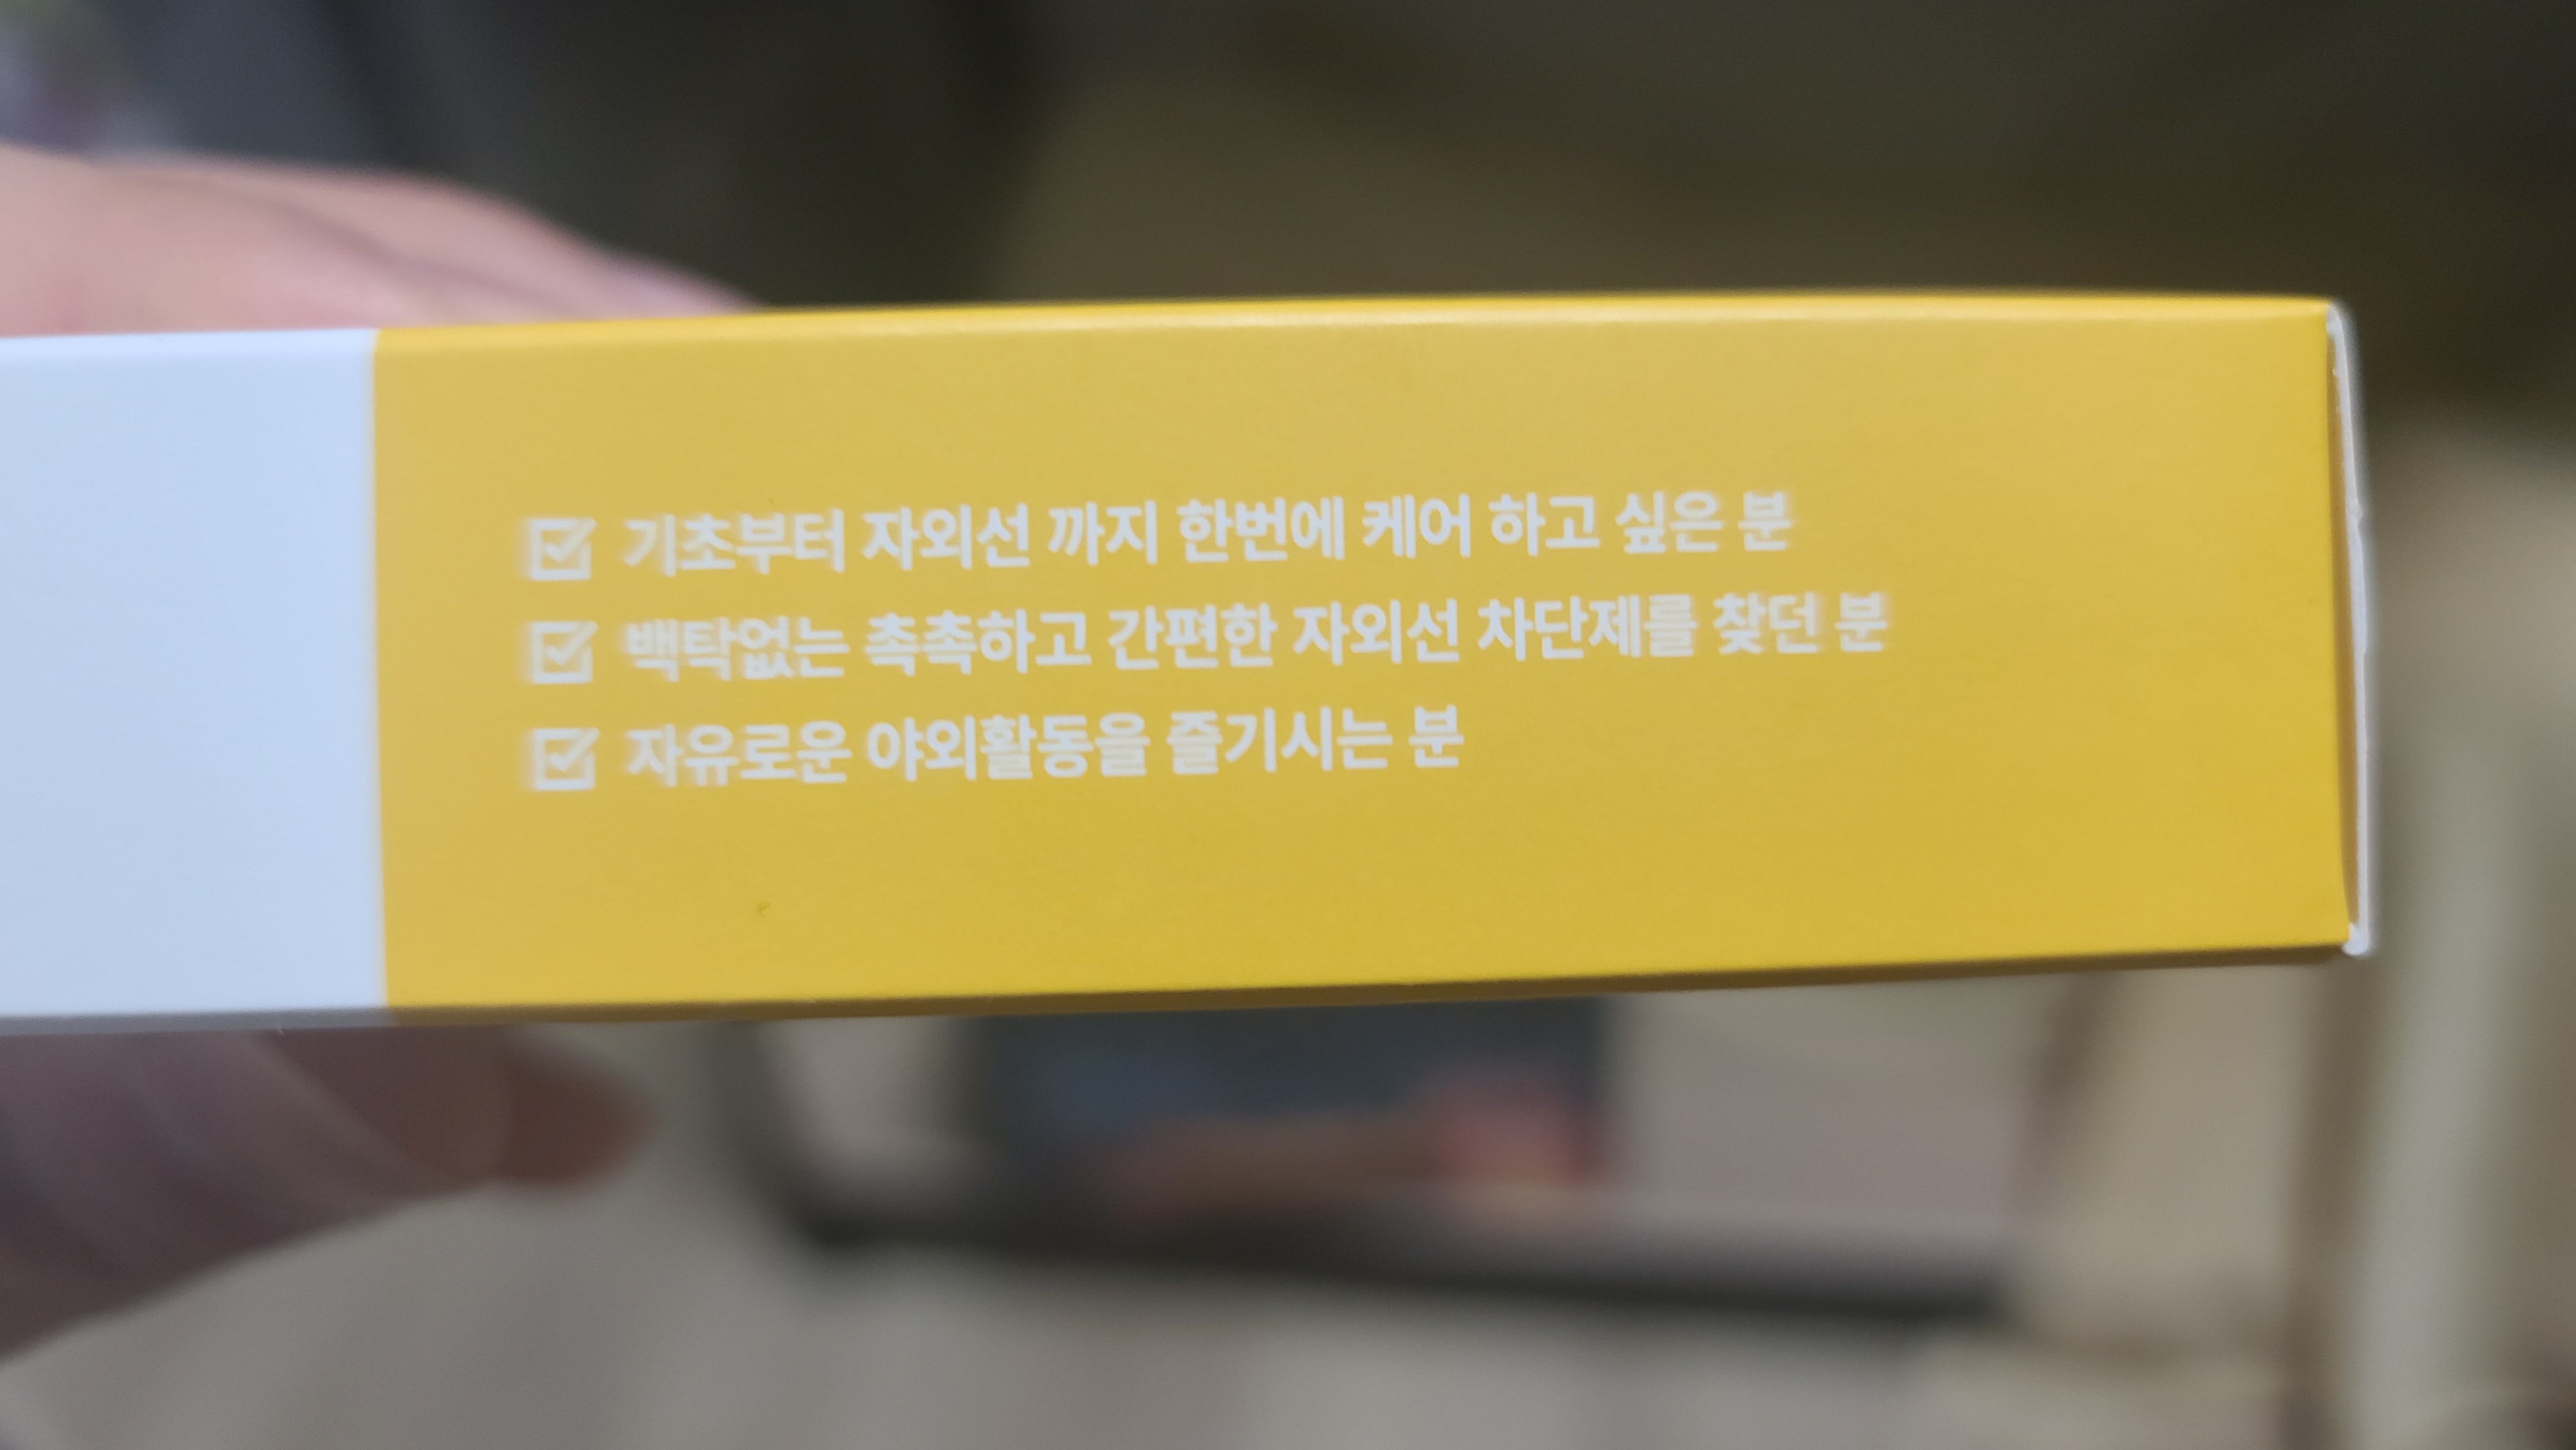 ☑ 기초부터 자외선 까지 한번에 케어 하고 싶은 분
☑ 백탁없는 촉촉하고 간편한 자외선 차단제를 찾던 분
☑ 자유로운 야외활동을 즐기시는 분